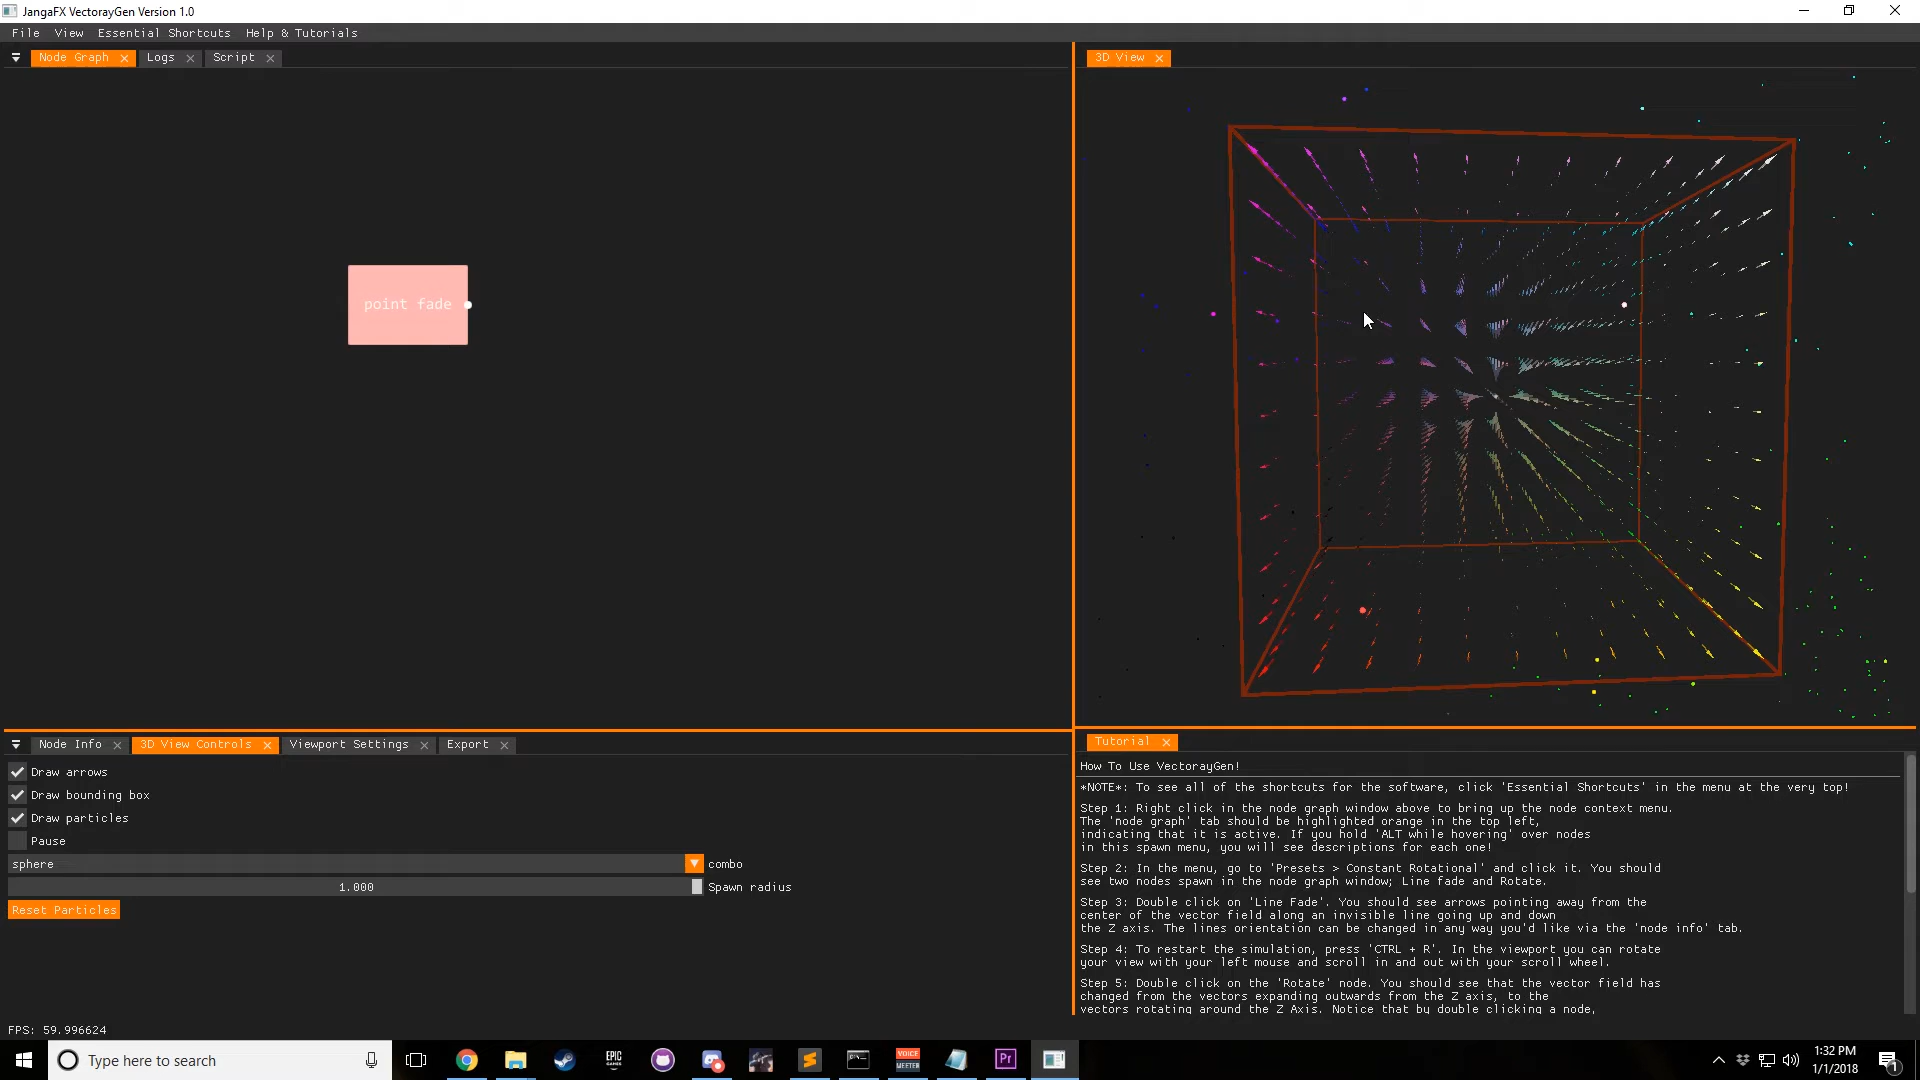 JangaFX VectorayGen Version 1.0
File View Essential Shortcuts Help & Tutorials
Node Graph Logs Script
3D View
point fade
Node Info 3D View Controls Viewport Settings Export
Draw arrows
Draw bounding box
Draw particles
Pause
sphere combo
1.000 Spawn radius
Reset Particles
FPS: 59.996624
Tutorial
How To Use VectorayGen!
*NOTE*: To see all of the shortcuts for the software, click 'Essential Shortcuts' in the menu at the very top!
Step 1: Right click in the node graph window above to bring up the node context menu.
The 'node graph' tab should be highlighted orange in the top left,
indicating that it is active. If you hold 'ALT while hovering' over nodes
in this spawn menu, you will see descriptions for each one!
Step 2: In the menu, go to 'Presets > Constant Rotational' and click it. You should
see two nodes spawn in the node graph window; Line fade and Rotate.
Step 3: Double click on 'Line Fade'. You should see arrows pointing away from the
center of the vector field along an invisible line going up and down
the Z axis. The lines orientation can be changed in any way you'd like via the 'node info' tab.
Step 4: To restart the simulation, press 'CTRL + R'. In the viewport you can rotate
your view with your left mouse and scroll in and out with your scroll wheel.
Step 5: Double click on the 'Rotate' node. You should see that the vector field has
changed from the vectors expanding outwards from the Z axis, to the
vectors rotating around the Z Axis. Notice that by double clicking a node,
Type here to search
EPIC GAMES
VOICE MEETER
Pr
1:32 PM
1/1/2018
1